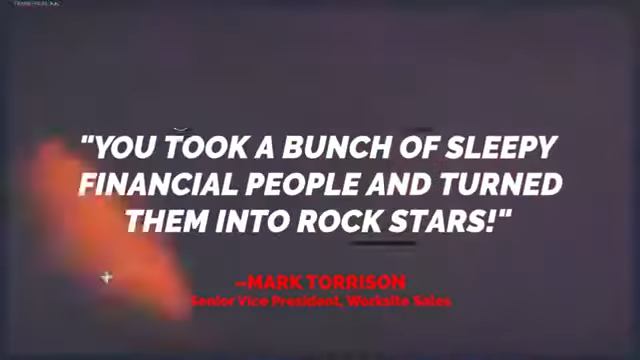 "YOU TOOK A BUNCH OF SLEEPY
FINANCIAL PEOPLE AND TURNED
THEM INTO ROCK STARS!"
–MARK TORRISON
Senior Vice President, Worksite Sales